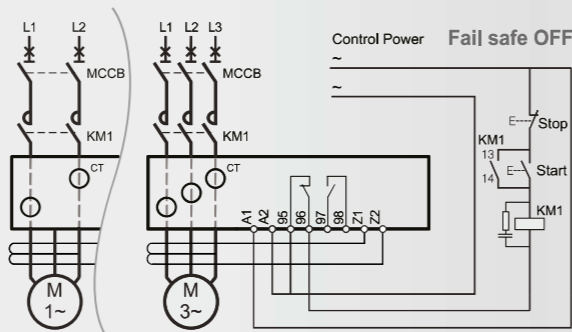 L1 L2
MCCB
KM1
CT
M
1~
L1 L2 L3
MCCB
KM1
CT
A1 A2 95 96 97 98 Z1 Z2
M
3~
Control Power Fail safe OFF
~
~
E Stop
KM1
13
14
E Start
KM1